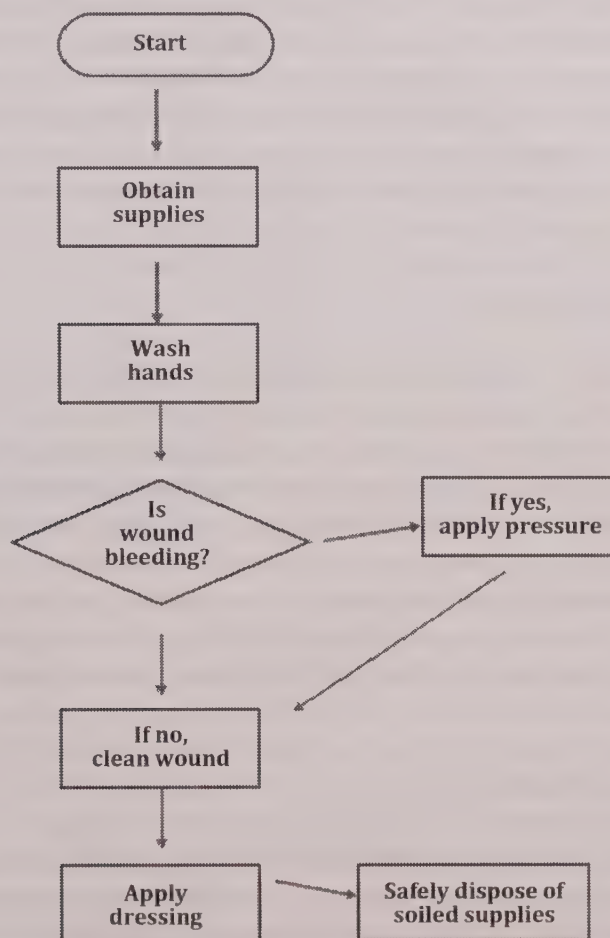 Start
Obtain
supplies
Wash
hands
Is
wound
bleeding?
If yes,
apply pressure
If no,
clean wound
Apply
dressing
Safely dispose of
soiled supplies